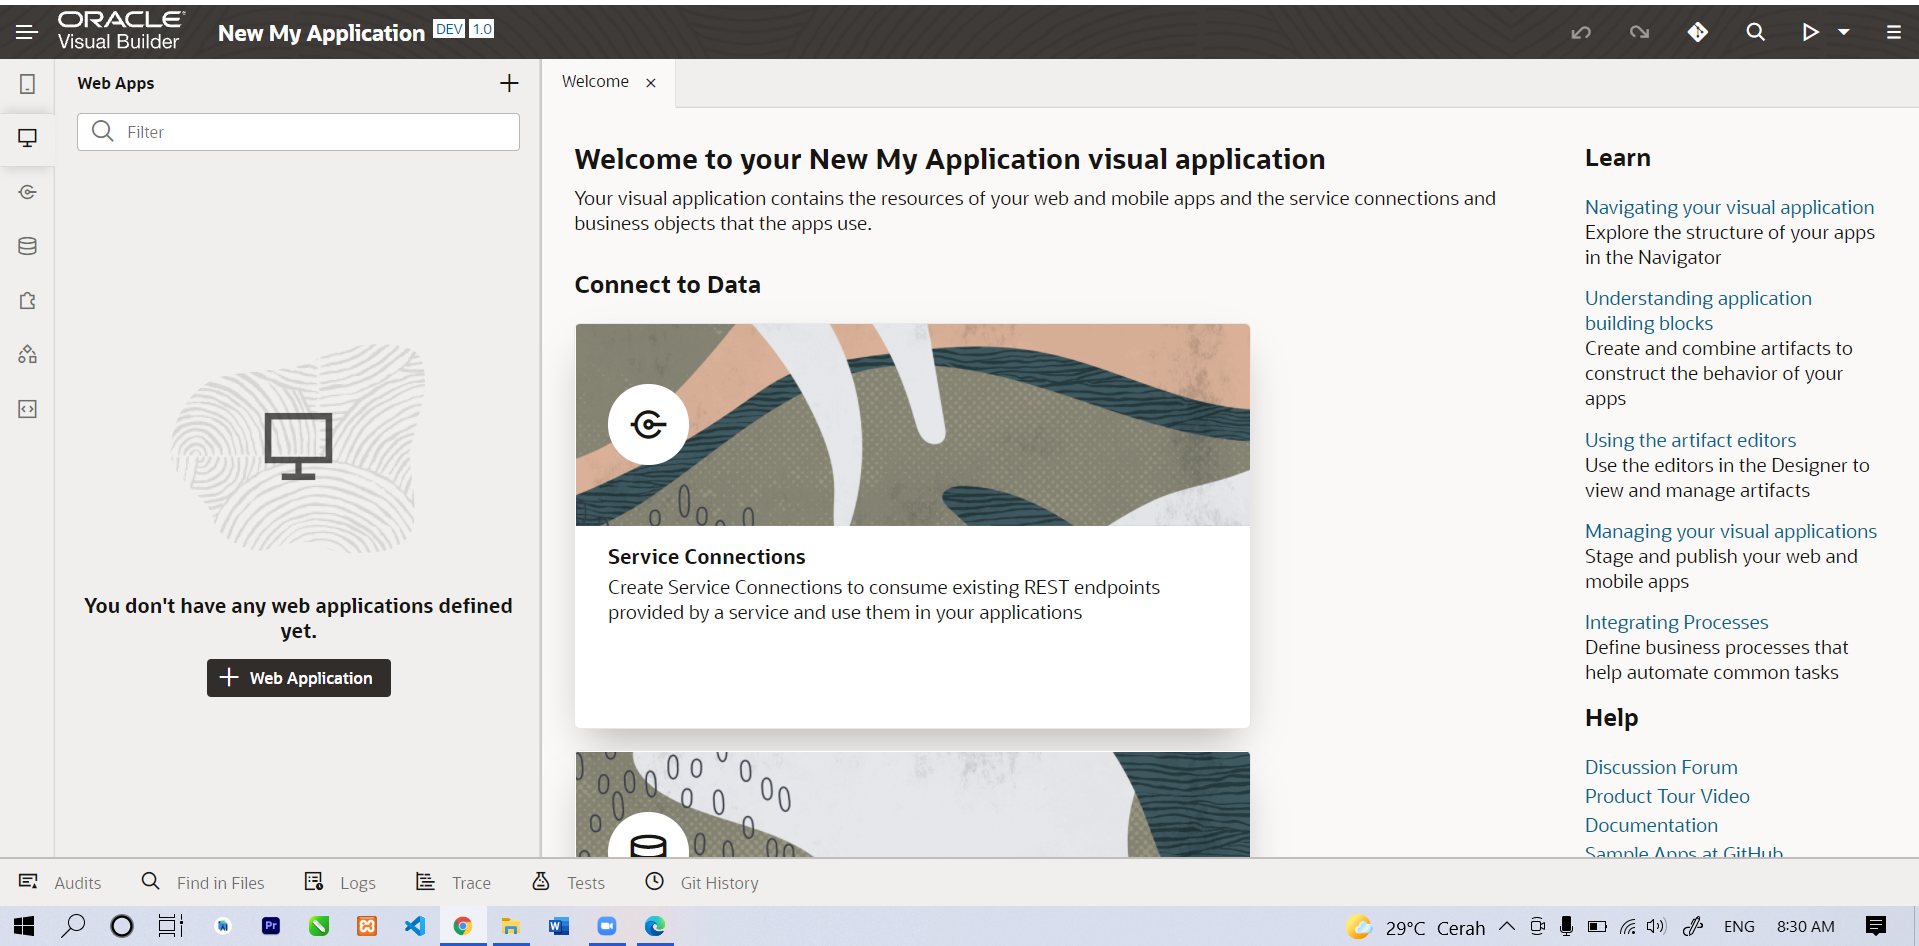 ORACLE
Visual Builder
New My Application DEV 1.0
Web Apps
Filter
You don't have any web applications defined
yet.
Web Application
Welcome
Welcome to your New My Application visual application
Your visual application contains the resources of your web and mobile apps and the service connections and
business objects that the apps use.
Connect to Data
Service Connections
Create Service Connections to consume existing REST endpoints
provided by a service and use them in your applications
Learn
Navigating your visual application
Explore the structure of your apps
in the Navigator
Understanding application
building blocks
Create and combine artifacts to
construct the behavior of your
apps
Using the artifact editors
Use the editors in the Designer to
view and manage artifacts
Managing your visual applications
Stage and publish your web and
mobile apps
Integrating Processes
Define business processes that
help automate common tasks
Help
Discussion Forum
Product Tour Video
Documentation
Sample Apps at GitHub
Audits Find in Files Logs Trace Tests Git History
Pr
29°C Cerah ENG 8:30 AM